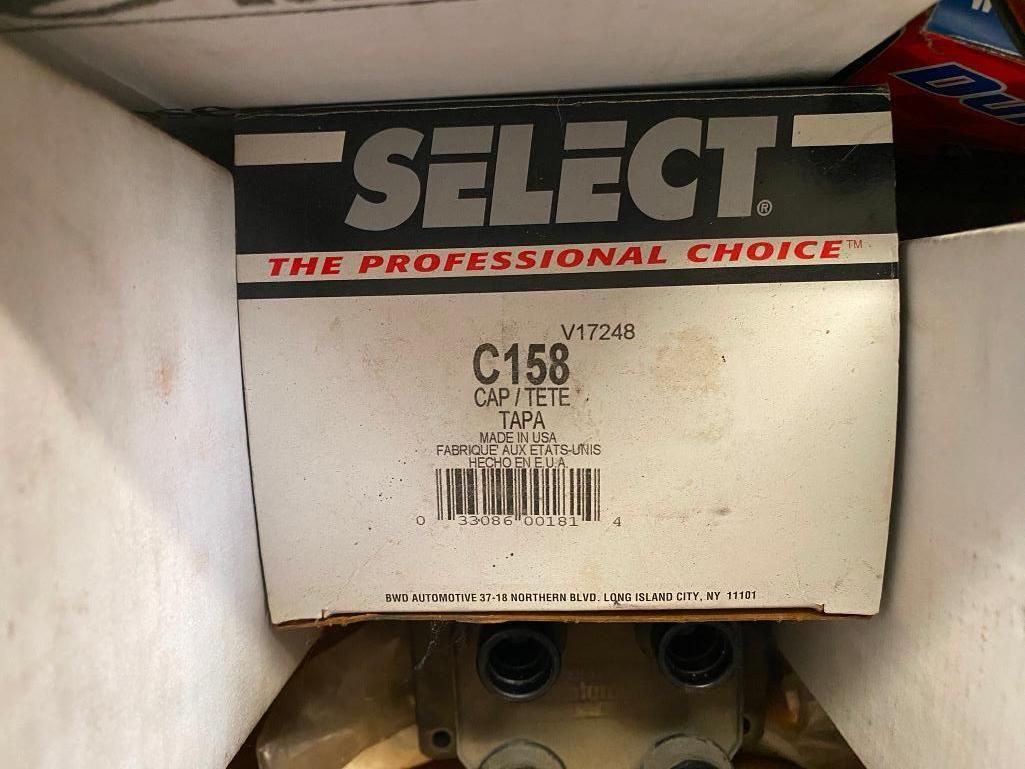 SELECT®
THE PROFESSIONAL CHOICE™
V17248
C158
CAP / TETE
TAPA
MADE IN USA
FABRIQUE' AUX ETATS-UNIS
HECHO EN E.U.A.
0 33086 00181 4
BWD AUTOMOTIVE 37-18 NORTHERN BLVD. LONG ISLAND CITY, NY 11101